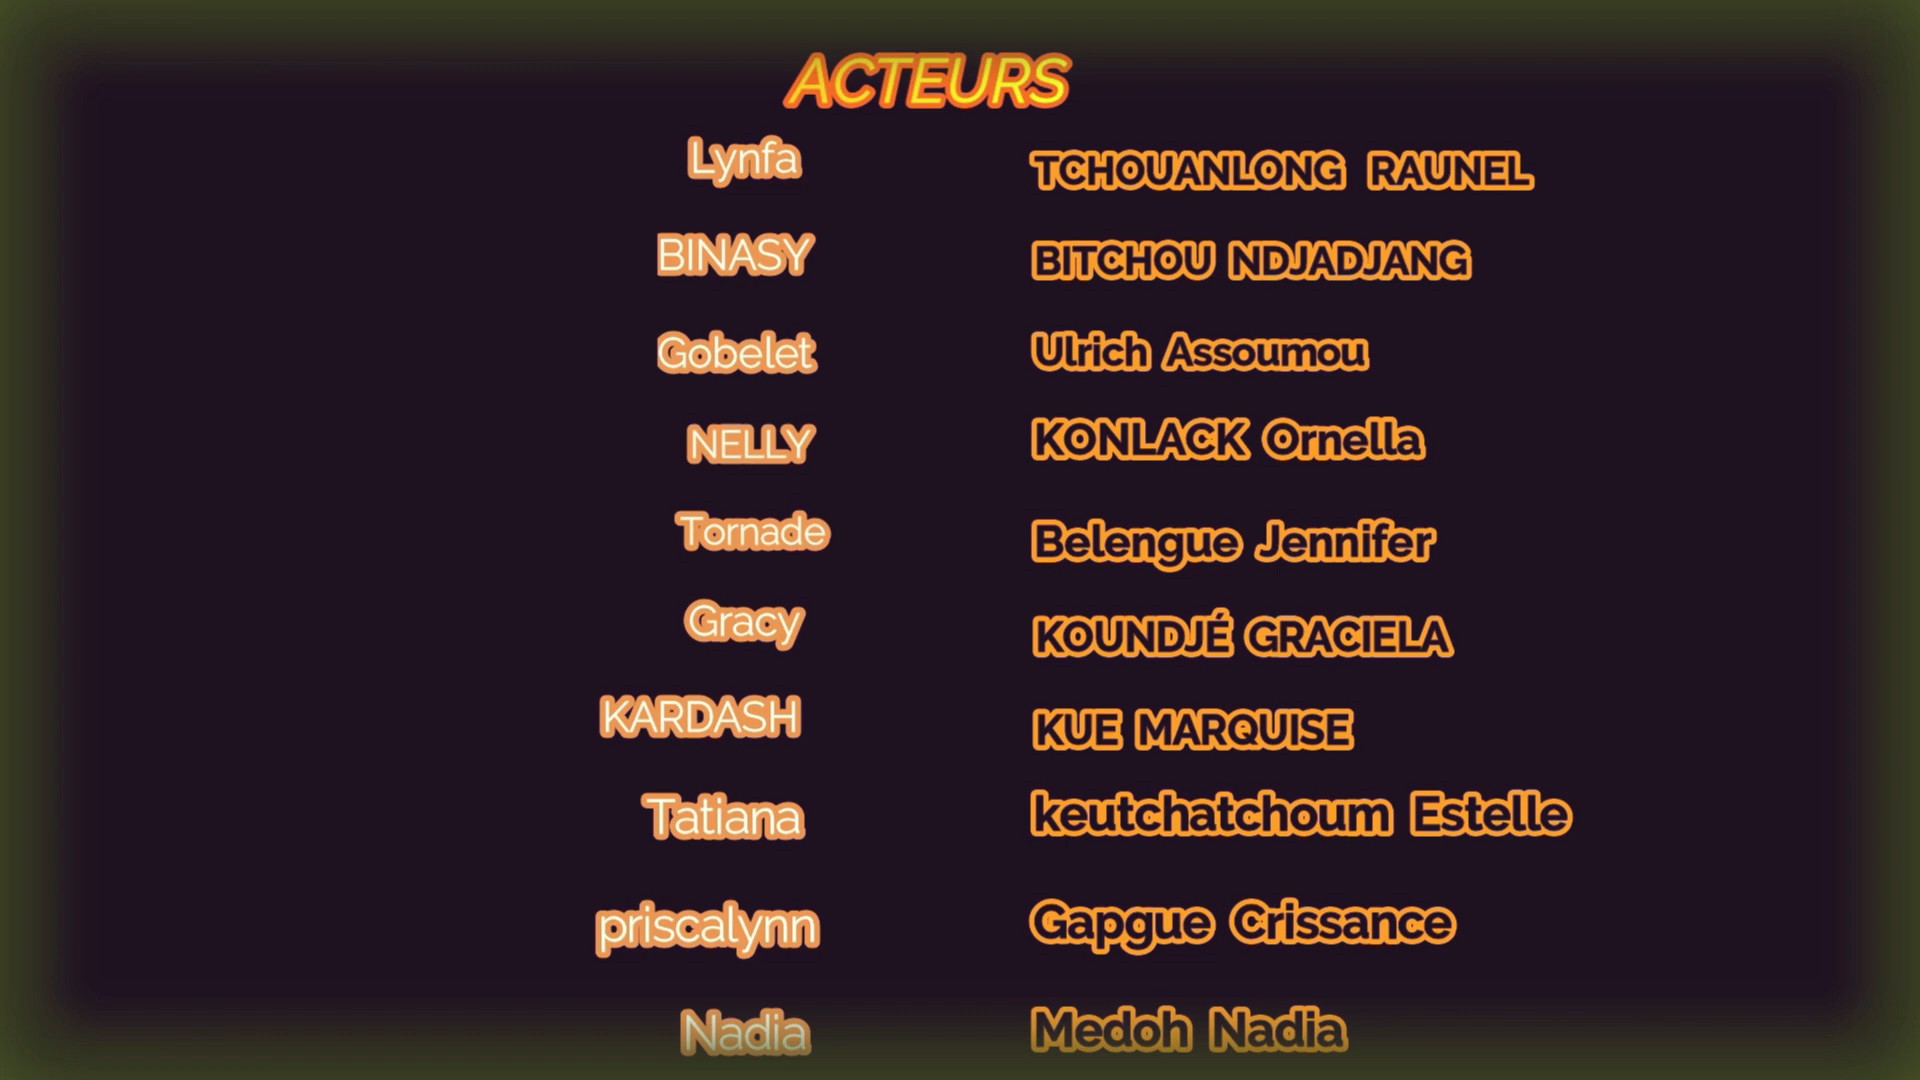 ACTEURS
Lynfa TCHOUANLONG RAUNEL
BINASY BITCHOU NDJADJANG
Gobelet Ulrich Assoumou
NELLY KONLACK Ornella
Tornade Belengue Jennifer
Gracy KOUNDJÉ GRACIELA
KARDASH KUE MARQUISE
Tatiana keutchatchoum Estelle
priscalynn Gapgue Crissance
Nadia Medoh Nadia